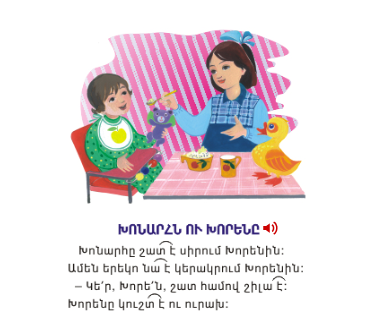 ԽՈՆԱՐՀՆ ՈՒ ԽՈՐԵՆԸ
Խոնարհը շատ է սիրում Խորենին:
Ամեն երեկո նա է կերակրում Խորենին:
– Կե՛ր, Խորե՛ն, շատ համով շիլա է:
Խորենը կուշտ է ու ուրախ: